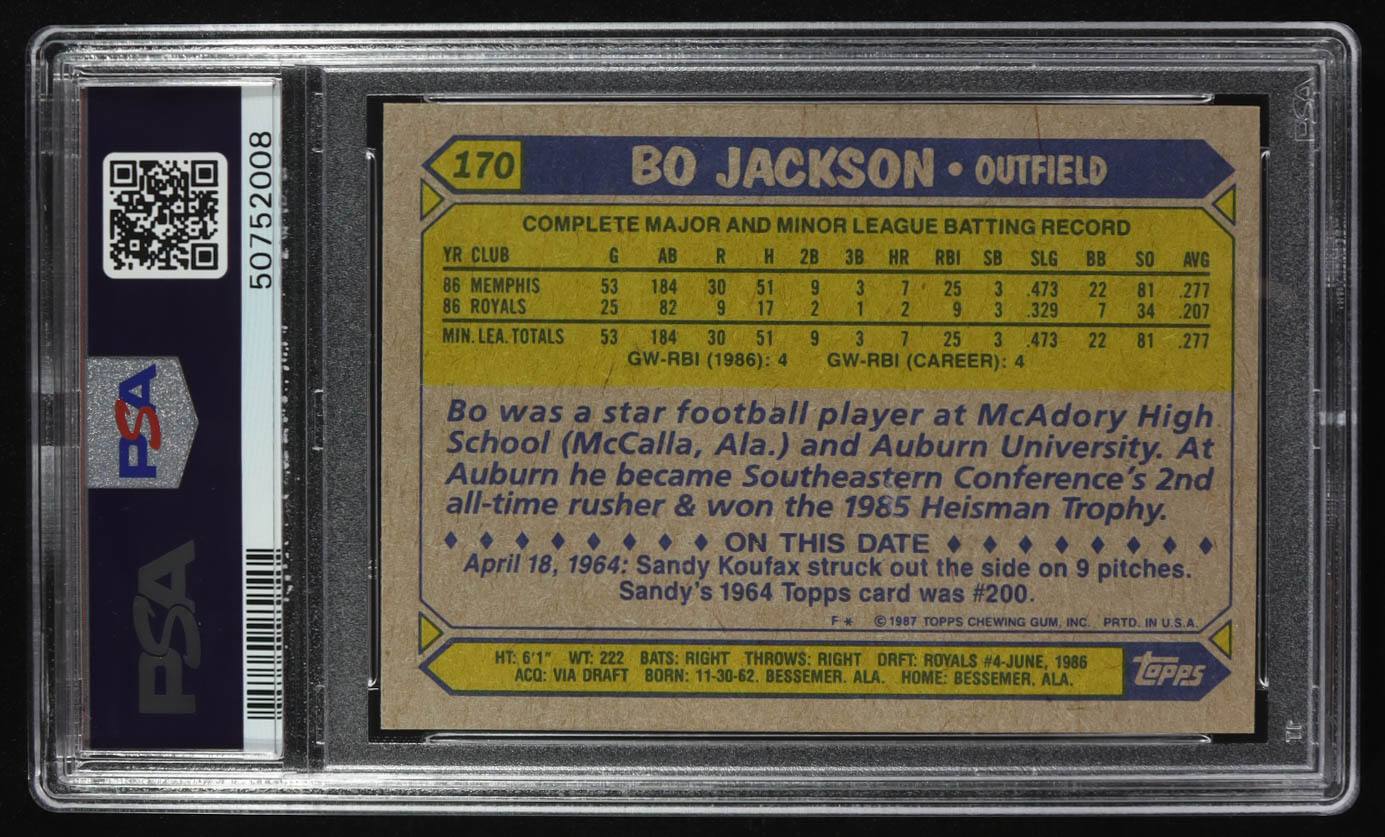 50752008
PSA
PSA
PSA
170 BO JACKSON • OUTFIELD
COMPLETE MAJOR AND MINOR LEAGUE BATTING RECORD
YR CLUB G AB R H 2B 3B HR RBI SB SLG BB SO AVG
86 MEMPHIS 53 184 30 51 9 3 7 25 3 .473 22 81 .277
86 ROYALS 25 82 9 17 2 1 2 9 3 .329 7 34 .207
MIN. LEA. TOTALS 53 184 30 51 9 3 7 25 3 .473 22 81 .277
GW-RBI (1986): 4 GW-RBI (CAREER): 4
Bo was a star football player at McAdory High
School (McCalla, Ala.) and Auburn University. At
Auburn he became Southeastern Conference's 2nd
all-time rusher & won the 1985 Heisman Trophy.
ON THIS DATE
April 18, 1964: Sandy Koufax struck out the side on 9 pitches.
Sandy's 1964 Topps card was #200.
F * © 1987 TOPPS CHEWING GUM, INC. PRTD. IN U.S.A.
HT: 6'1" WT: 222 BATS: RIGHT THROWS: RIGHT DRFT: ROYALS #4-JUNE, 1986
ACQ: VIA DRAFT BORN: 11-30-62, BESSEMER, ALA. HOME: BESSEMER, ALA.
topps